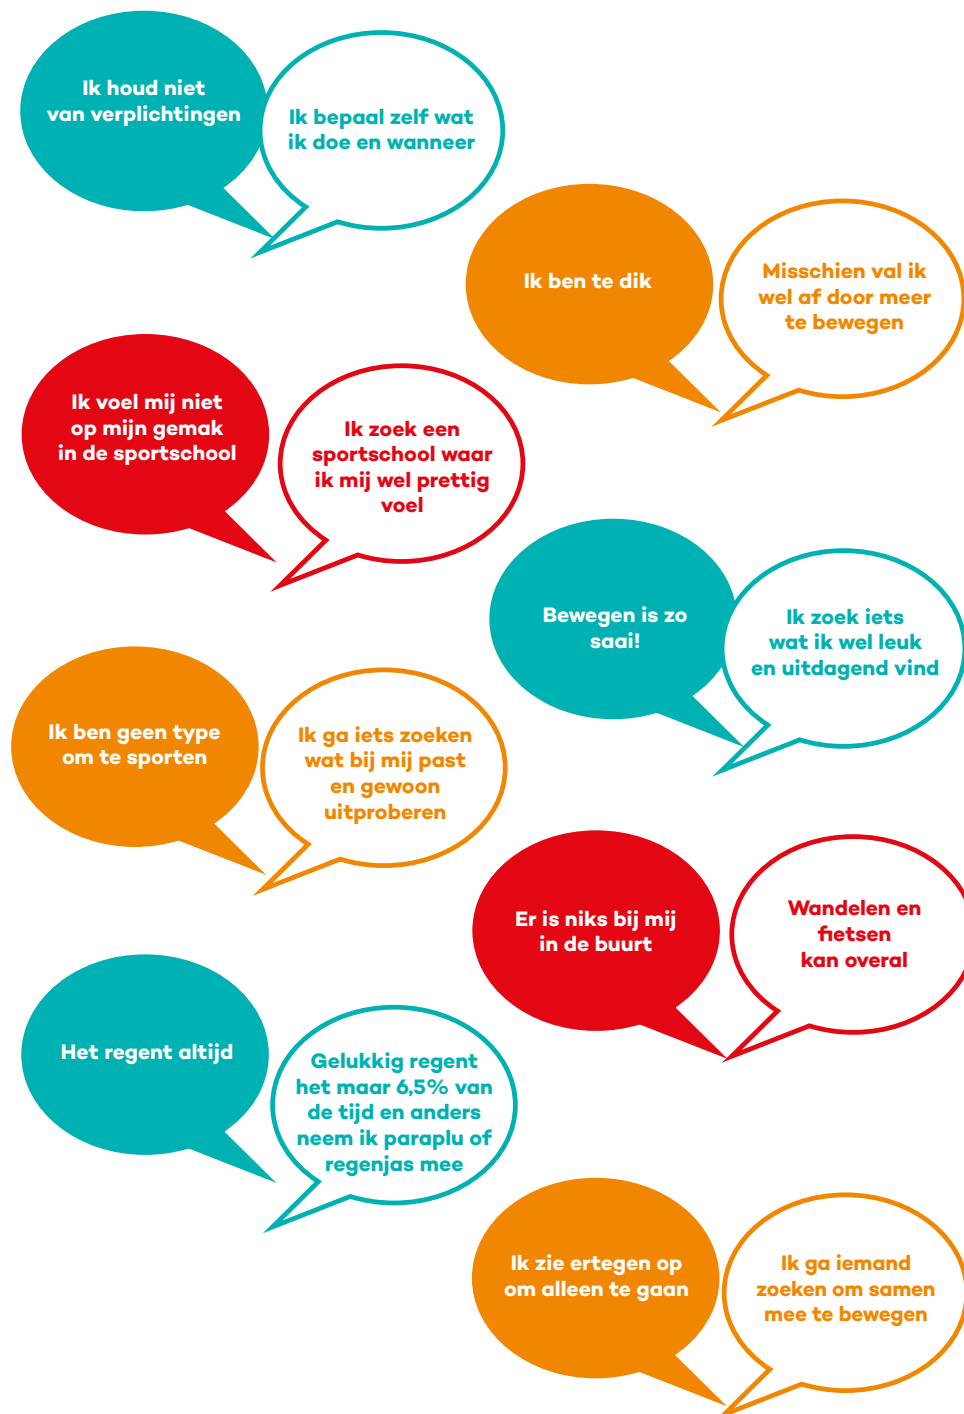 Ik houd niet
van verplichtingen
Ik bepaal zelf wat
ik doe en wanneer
Ik ben te dik
Misschien val ik
wel af door meer
te bewegen
Ik voel mij niet
op mijn gemak
in de sportschool
Ik zoek een
sportschool waar
ik mij wel prettig
voel
Bewegen is zo
saai!
Ik zoek iets
wat ik wel leuk
en uitdagend vind
Ik ben geen type
om te sporten
Ik ga iets zoeken
wat bij mij past
en gewoon
uitproberen
Er is niks bij mij
in de buurt
Wandelen en
fietsen
kan overal
Het regent altijd
Gelukkig regent
het maar 6,5% van
de tijd en anders
neem ik paraplu of
regenjas mee
Ik zie ertegen op
om alleen te gaan
Ik ga iemand
zoeken om samen
mee te bewegen